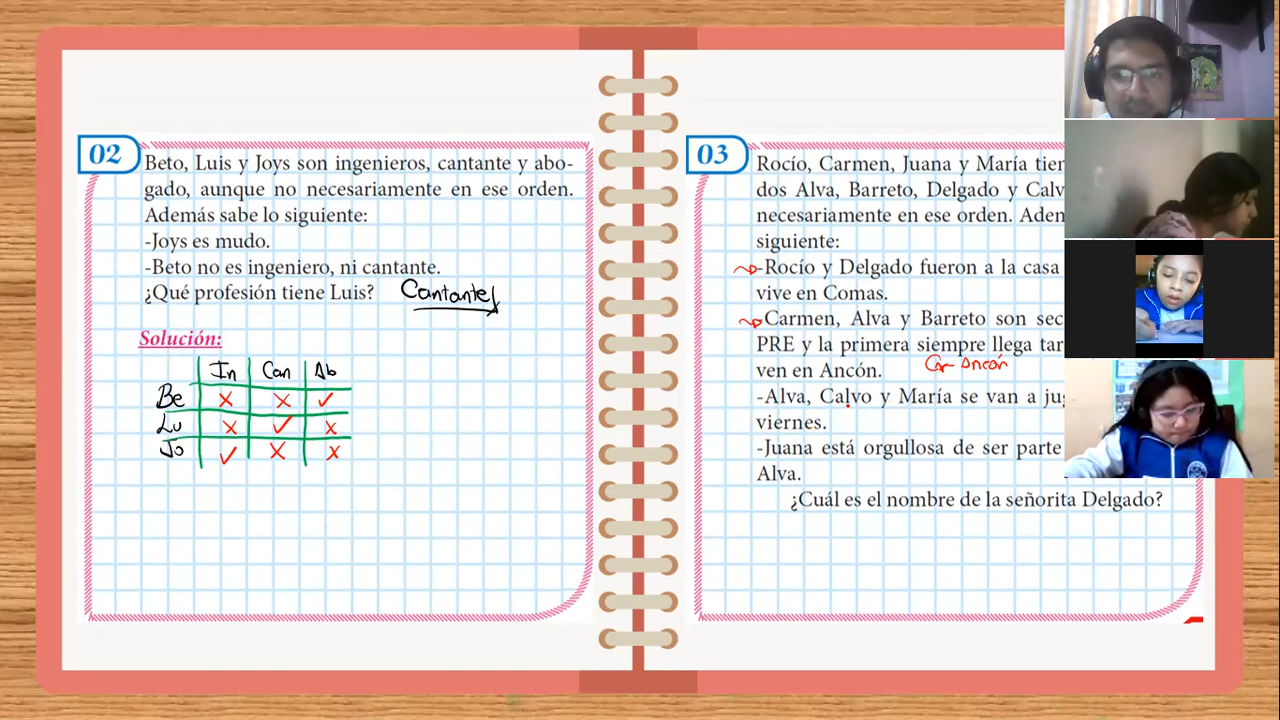 02
Beto, Luis y Joys son ingenieros, cantante y abo-
gado, aunque no necesariamente en ese orden.
Además sabe lo siguiente:
-Joys es mudo.
-Beto no es ingeniero, ni cantante.
¿Qué profesión tiene Luis? Cantante
Solución:
In Can Ab
Be x x ✓
Lu x ✓ x
Jo ✓ x x
03
Rocío, Carmen, Juana y María tien
dos Alva, Barreto, Delgado y Calv
necesariamente en ese orden. Aden
siguiente:
-Rocío y Delgado fueron a la casa
vive en Comas.
-Carmen, Alva y Barreto son sec
PRE y la primera siempre llega tar
ven en Ancón. Car- Ancón
-Alva, Calvo y María se van a ju
viernes.
-Juana está orgullosa de ser parte
Alva.
¿Cuál es el nombre de la señorita Delgado?